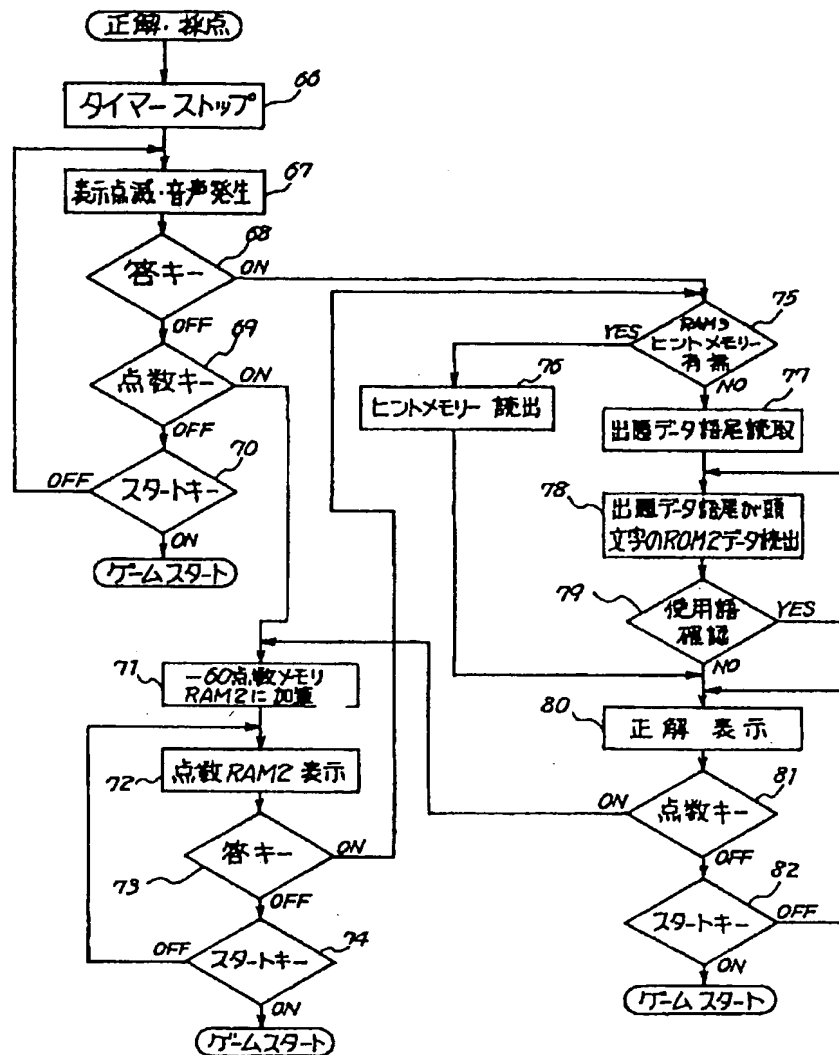 正解・採点
66
タイマーストップ
67
表示点滅・音声発生
68
答キー
ON
OFF
69
点数キー
ON
OFF
70
スタートキー
OFF
ON
ゲームスタート
71
-60点数メモリ
RAM2に加算
72
点数RAM2 表示
73
答キー
ON
OFF
74
スタートキー
OFF
ON
ゲームスタート
75
RAM3
ヒントメモリー
有無
YES
NO
76
ヒントメモリー 読出
77
出題データ語尾読取
78
出題データ語尾が頭
文字のROM2データ読出
79
使用語
確認
YES
NO
80
正解 表示
81
点数キー
ON
OFF
82
スタートキー
OFF
ON
ゲームスタート